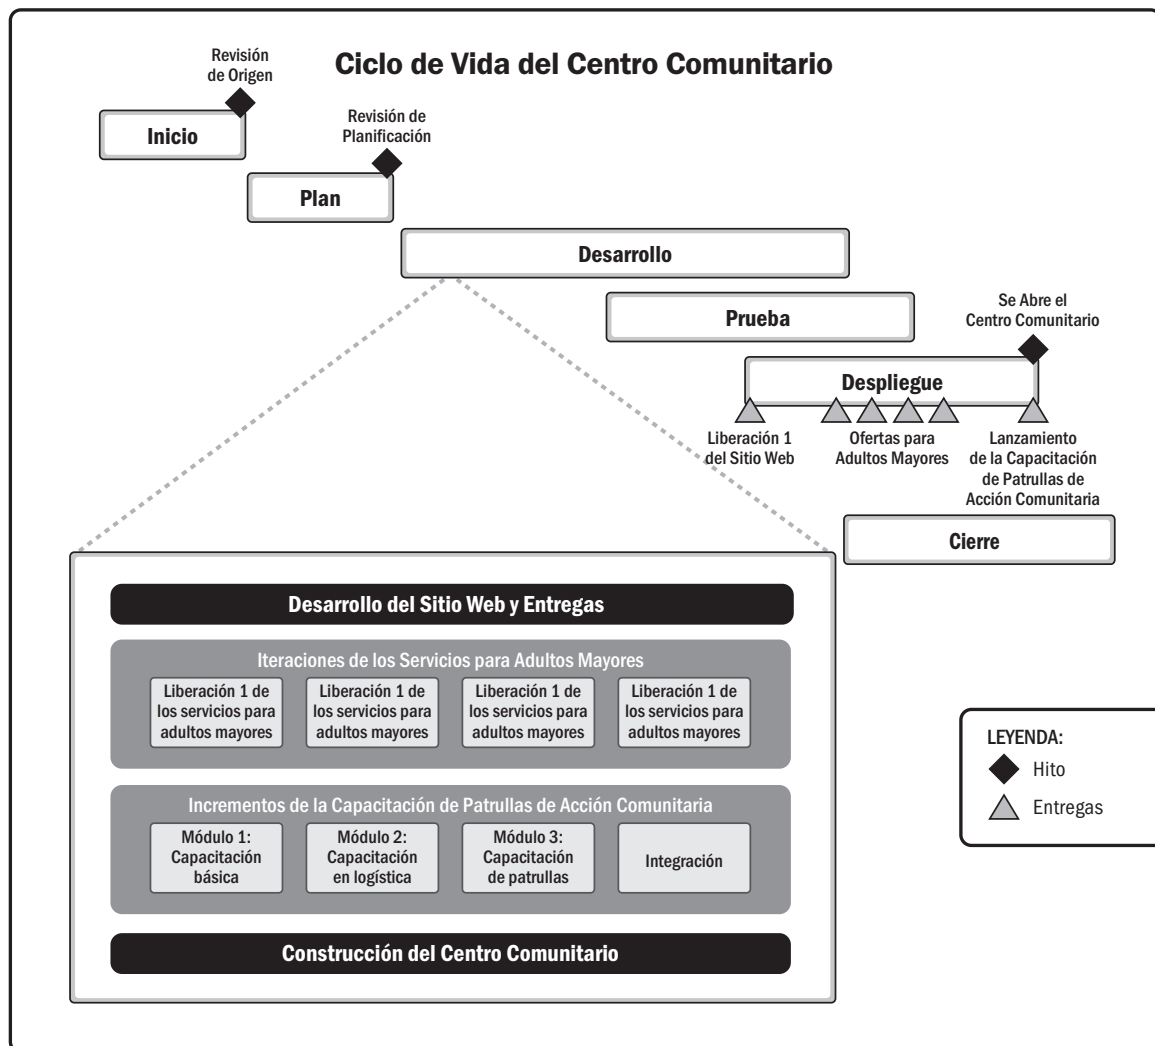 Ciclo de Vida del Centro Comunitario
Revisión
de Origen
Inicio
Revisión de
Planificación
Plan
Desarrollo
Prueba
Se Abre el
Centro Comunitario
Despliegue
Liberación 1
del Sitio Web
Ofertas para
Adultos Mayores
Lanzamiento
de la Capacitación
de Patrullas de
Acción Comunitaria
Cierre
Desarrollo del Sitio Web y Entregas
Iteraciones de los Servicios para Adultos Mayores
Liberación 1 de
los servicios para
adultos mayores
Liberación 1 de
los servicios para
adultos mayores
Liberación 1 de
los servicios para
adultos mayores
Liberación 1 de
los servicios para
adultos mayores
Incrementos de la Capacitación de Patrullas de Acción Comunitaria
Módulo 1:
Capacitación
básica
Módulo 2:
Capacitación
en logística
Módulo 3:
Capacitación
de patrullas
Integración
Construcción del Centro Comunitario
LEYENDA:
Hito
Entregas